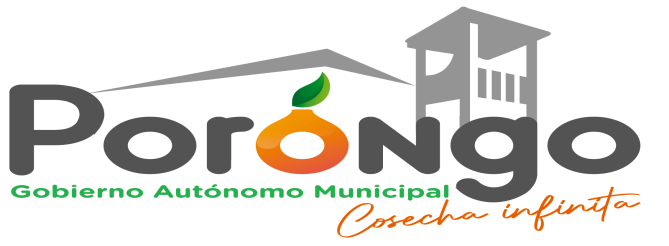 Porongo
Gobierno Autónomo Municipal
Cosecha infinita